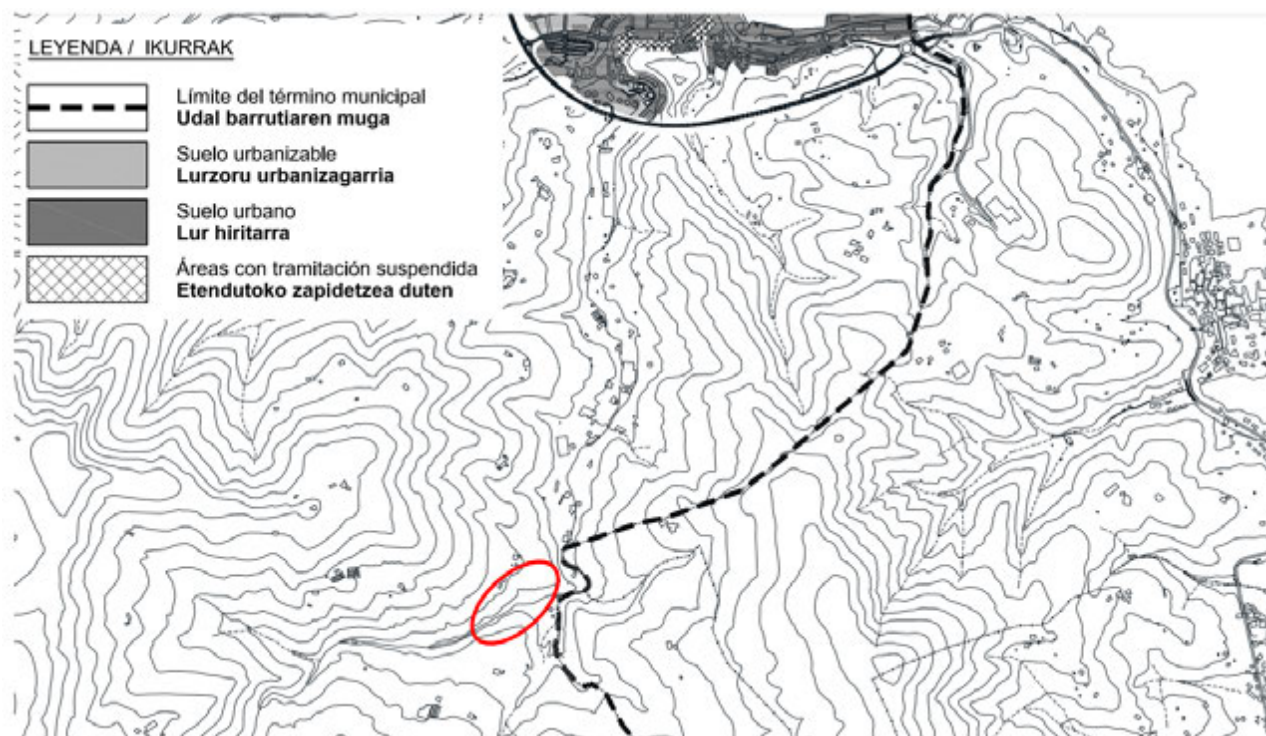 LEYENDA / IKURRAK
Límite del término municipal
Udal barrutiaren muga
Suelo urbanizable
Lurzoru urbanizagarria
Suelo urbano
Lur hiritarra
Áreas con tramitación suspendida
Etendutoko zapidetzea duten